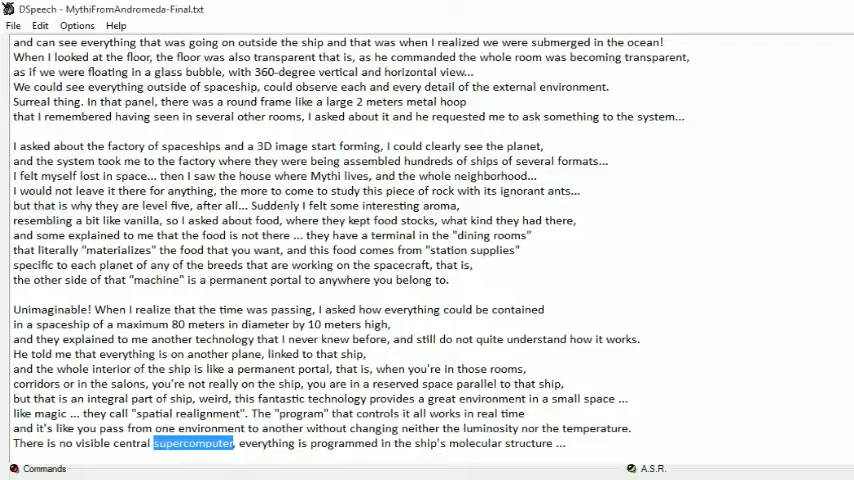 DSpeech - MythiFromAndromeda-Final.txt
File Edit Options Help
and can see everything that was going on outside the ship and that was when I realized we were submerged in the ocean!
When I looked at the floor, the floor was also transparent that is, as he commanded the whole room was becoming transparent,
as if we were floating in a glass bubble, with 360-degree vertical and horizontal view...
We could see everything outside of spaceship, could observe each and every detail of the external environment.
Surreal thing. In that panel, there was a round frame like a large 2 meters metal hoop
that I remembered having seen in several other rooms, I asked about it and he requested me to ask something to the system...
I asked about the factory of spaceships and a 3D image start forming, I could clearly see the planet,
and the system took me to the factory where they were being assembled hundreds of ships of several formats...
I felt myself lost in space... then I saw the house where Mythi lives, and the whole neighborhood...
I would not leave it there for anything, the more to come to study this piece of rock with its ignorant ants...
but that is why they are level five, after all... Suddenly I felt some interesting aroma,
resembling a bit like vanilla, so I asked about food, where they kept food stocks, what kind they had there,
and some explained to me that the food is not there ... they have a terminal in the "dining rooms"
that literally "materializes" the food that you want, and this food comes from "station supplies"
specific to each planet of any of the breeds that are working on the spacecraft, that is,
the other side of that "machine" is a permanent portal to anywhere you belong to.
Unimaginable! When I realize that the time was passing, I asked how everything could be contained
in a spaceship of a maximum 80 meters in diameter by 10 meters high,
and they explained to me another technology that I never knew before, and still do not quite understand how it works.
He told me that everything is on another plane, linked to that ship,
and the whole interior of the ship is like a permanent portal, that is, when you're in those rooms,
corridors or in the salons, you're not really on the ship, you are in a reserved space parallel to that ship,
but that is an integral part of ship, weird, this fantastic technology provides a great environment in a small space ...
like magic ... they call "spatial realignment". The "program" that controls it all works in real time
and it's like you pass from one environment to another without changing neither the luminosity nor the temperature.
There is no visible central supercomputer, everything is programmed in the ship's molecular structure ...
Commands A.S.R.